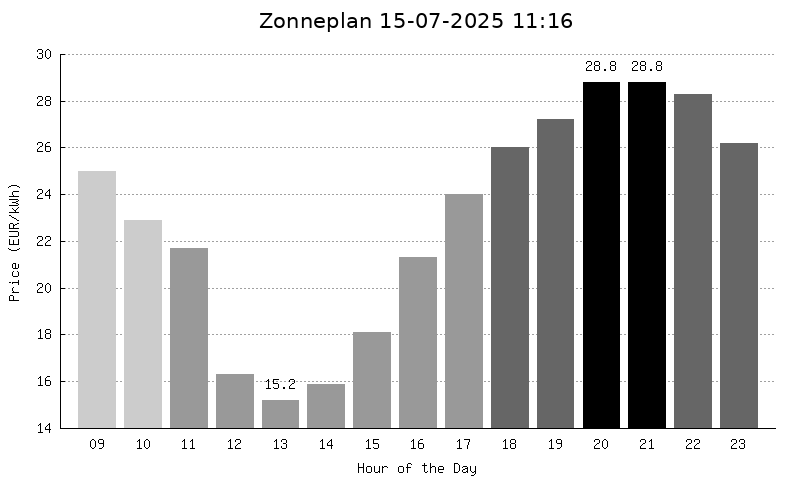 Zonneplan 15-07-2025 11:16
30
28
26
24
22
20
18
16
14
Price (EUR/kWh)
28.8 28.8
15.2
09 10 11 12 13 14 15 16 17 18 19 20 21 22 23
Hour of the Day